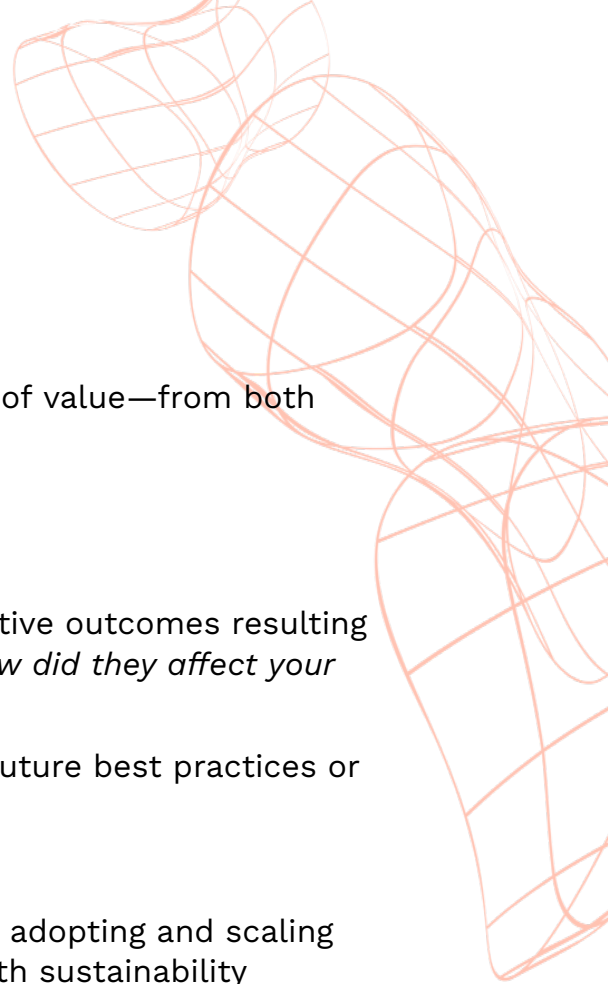 of value—from both
tive outcomes resulting
w did they affect your
uture best practices or
adopting and scaling
th sustainability